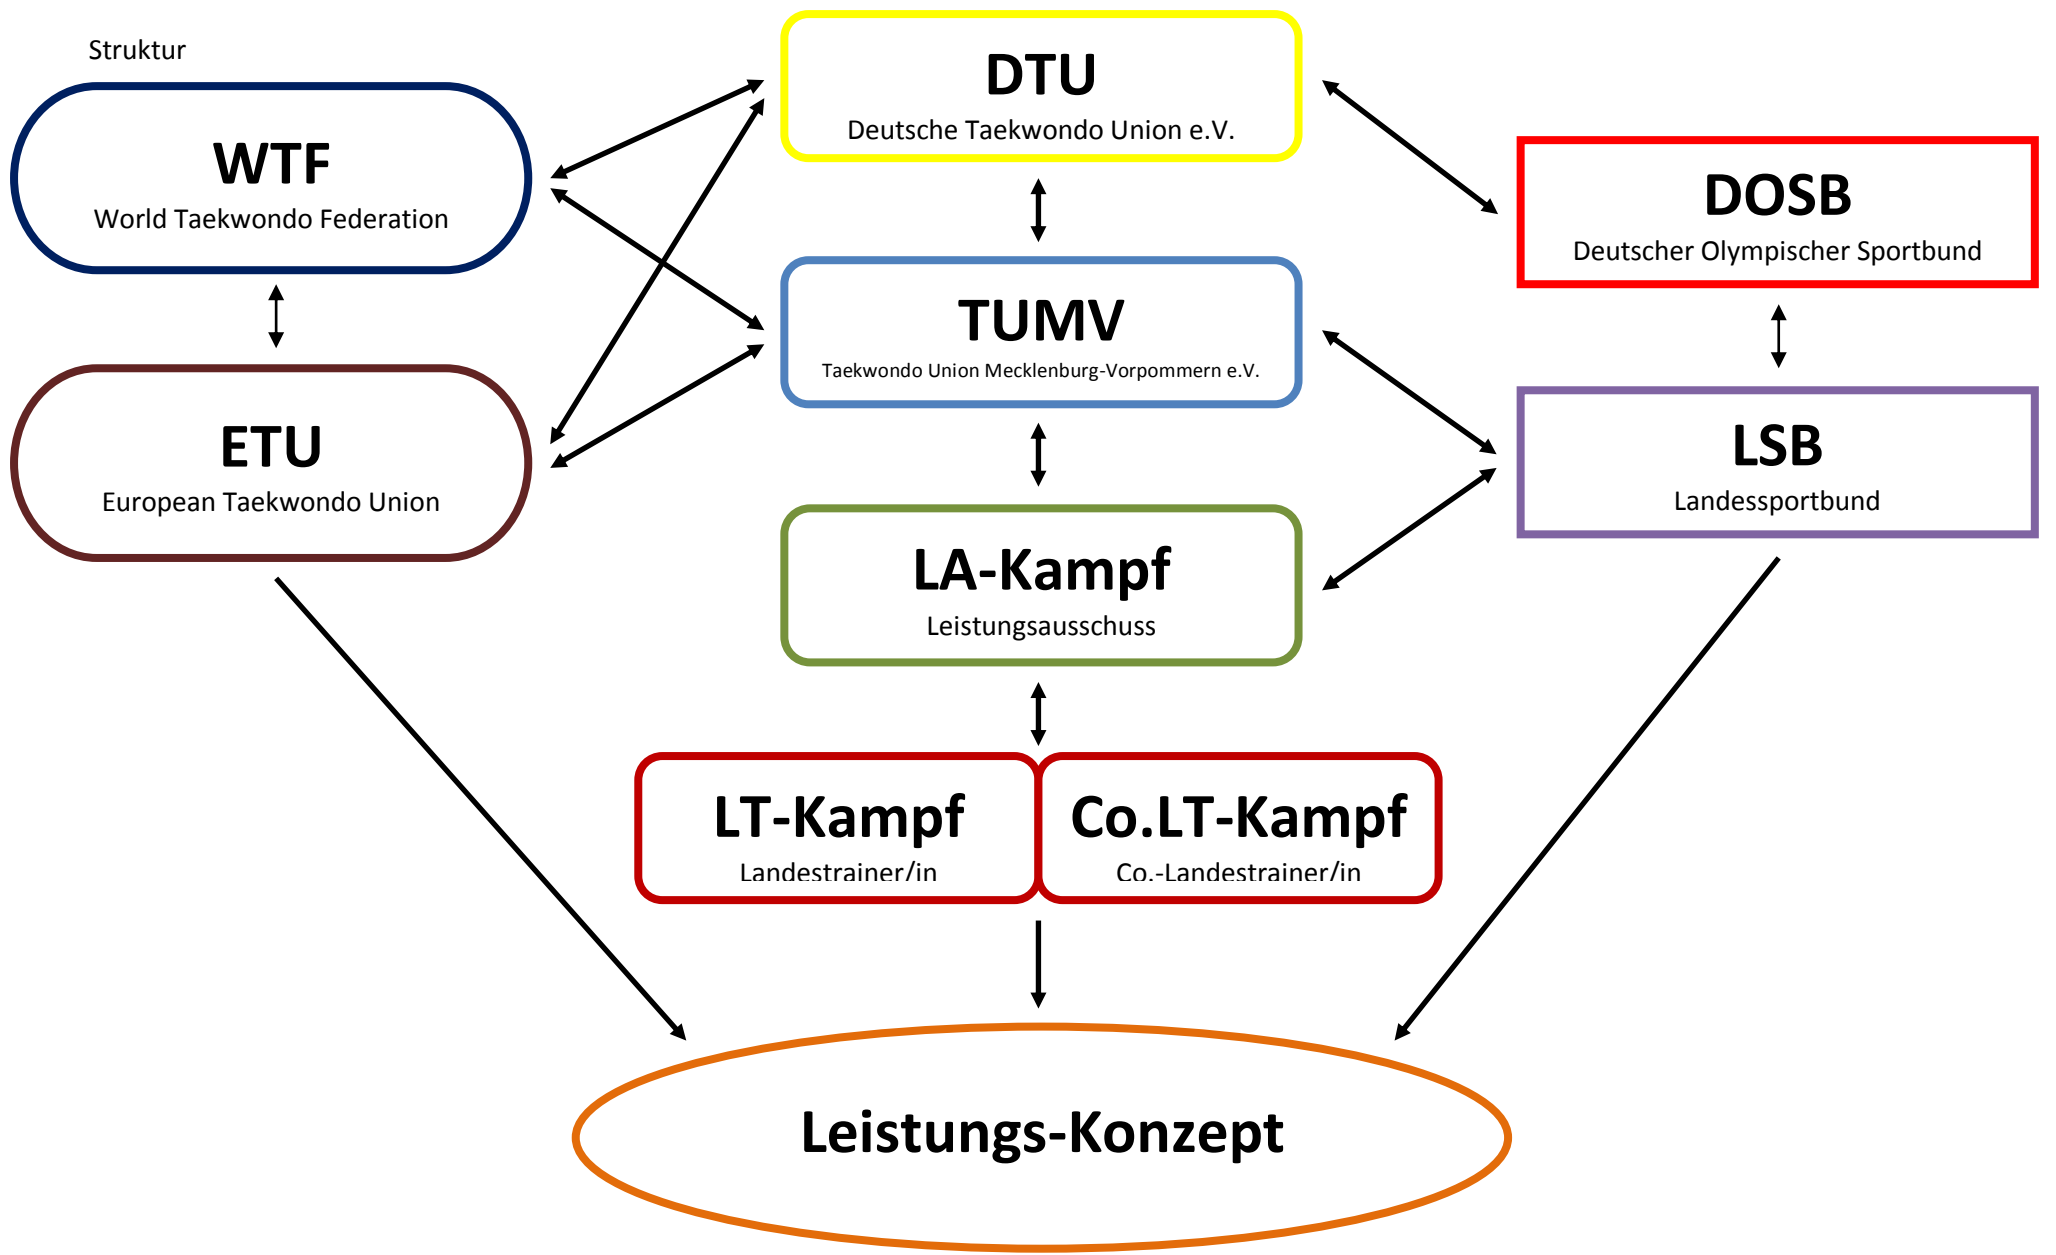 Struktur
WTF
World Taekwondo Federation
ETU
European Taekwondo Union
DTU
Deutsche Taekwondo Union e.V.
TUMV
Taekwondo Union Mecklenburg-Vorpommern e.V.
LA-Kampf
Leistungsausschuss
LT-Kampf
Landestrainer/in
Co.LT-Kampf
Co.-Landestrainer/in
DOSB
Deutscher Olympischer Sportbund
LSB
Landessportbund
Leistungs-Konzept